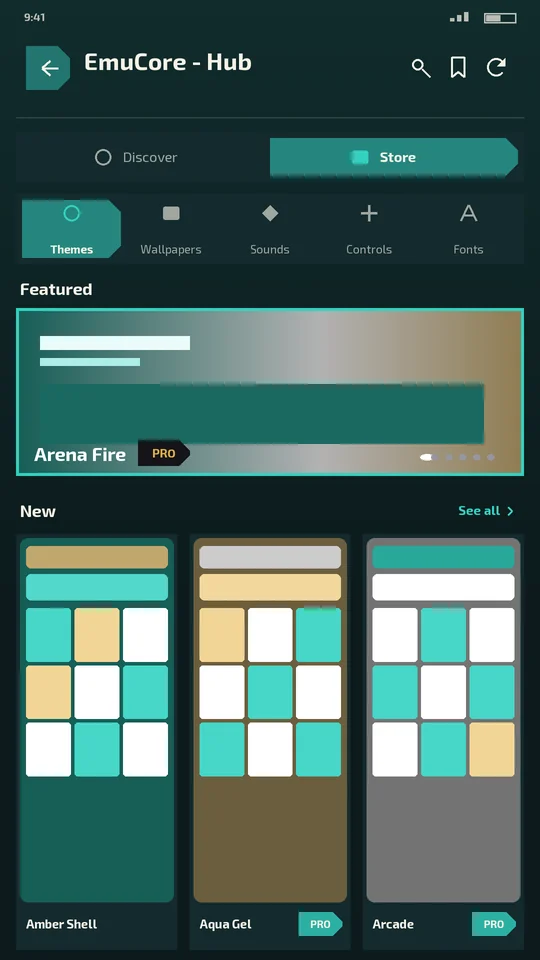 9:41
EmuCore - Hub
Discover
Store
Themes
Wallpapers
Sounds
Controls
Fonts
Featured
Arena Fire
PRO
New
See all
Amber Shell
Aqua Gel
PRO
Arcade
PRO